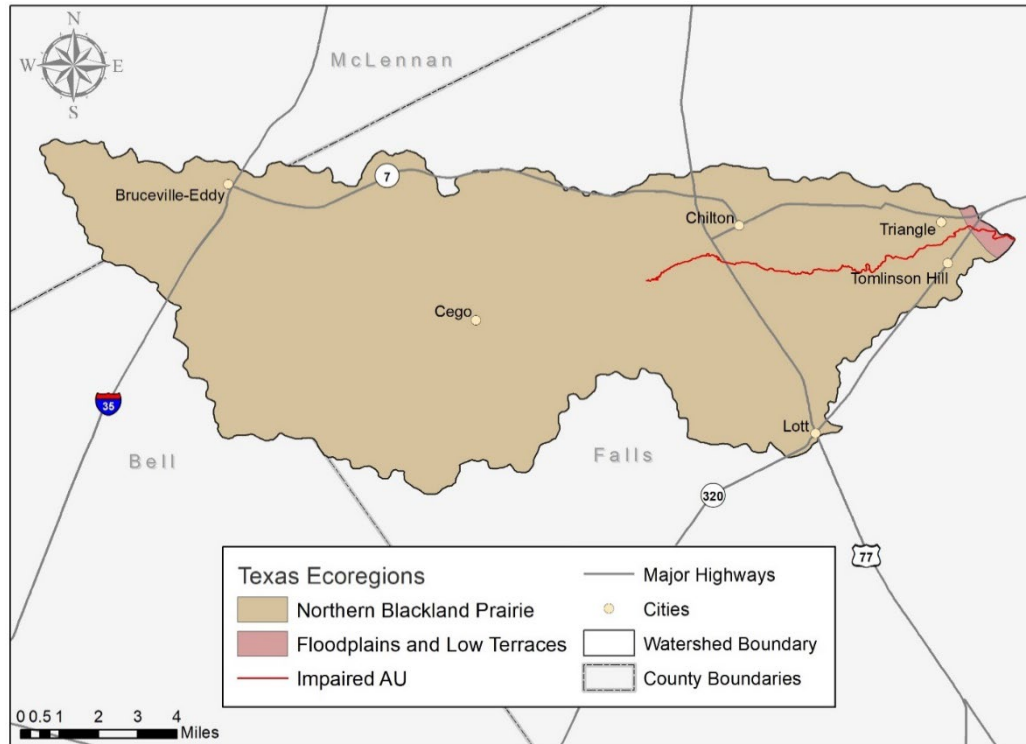 N
W
E
S
McLennan
7
Bruceville-Eddy
Chilton
Triangle
Tomlinson Hill
Cego
35
Lott
Bell
Falls
320
77
Texas Ecoregions
Northern Blackland Prairie
Floodplains and Low Terraces
Impaired AU
Major Highways
Cities
Watershed Boundary
County Boundaries
0 0.5 1 2 3 4
Miles